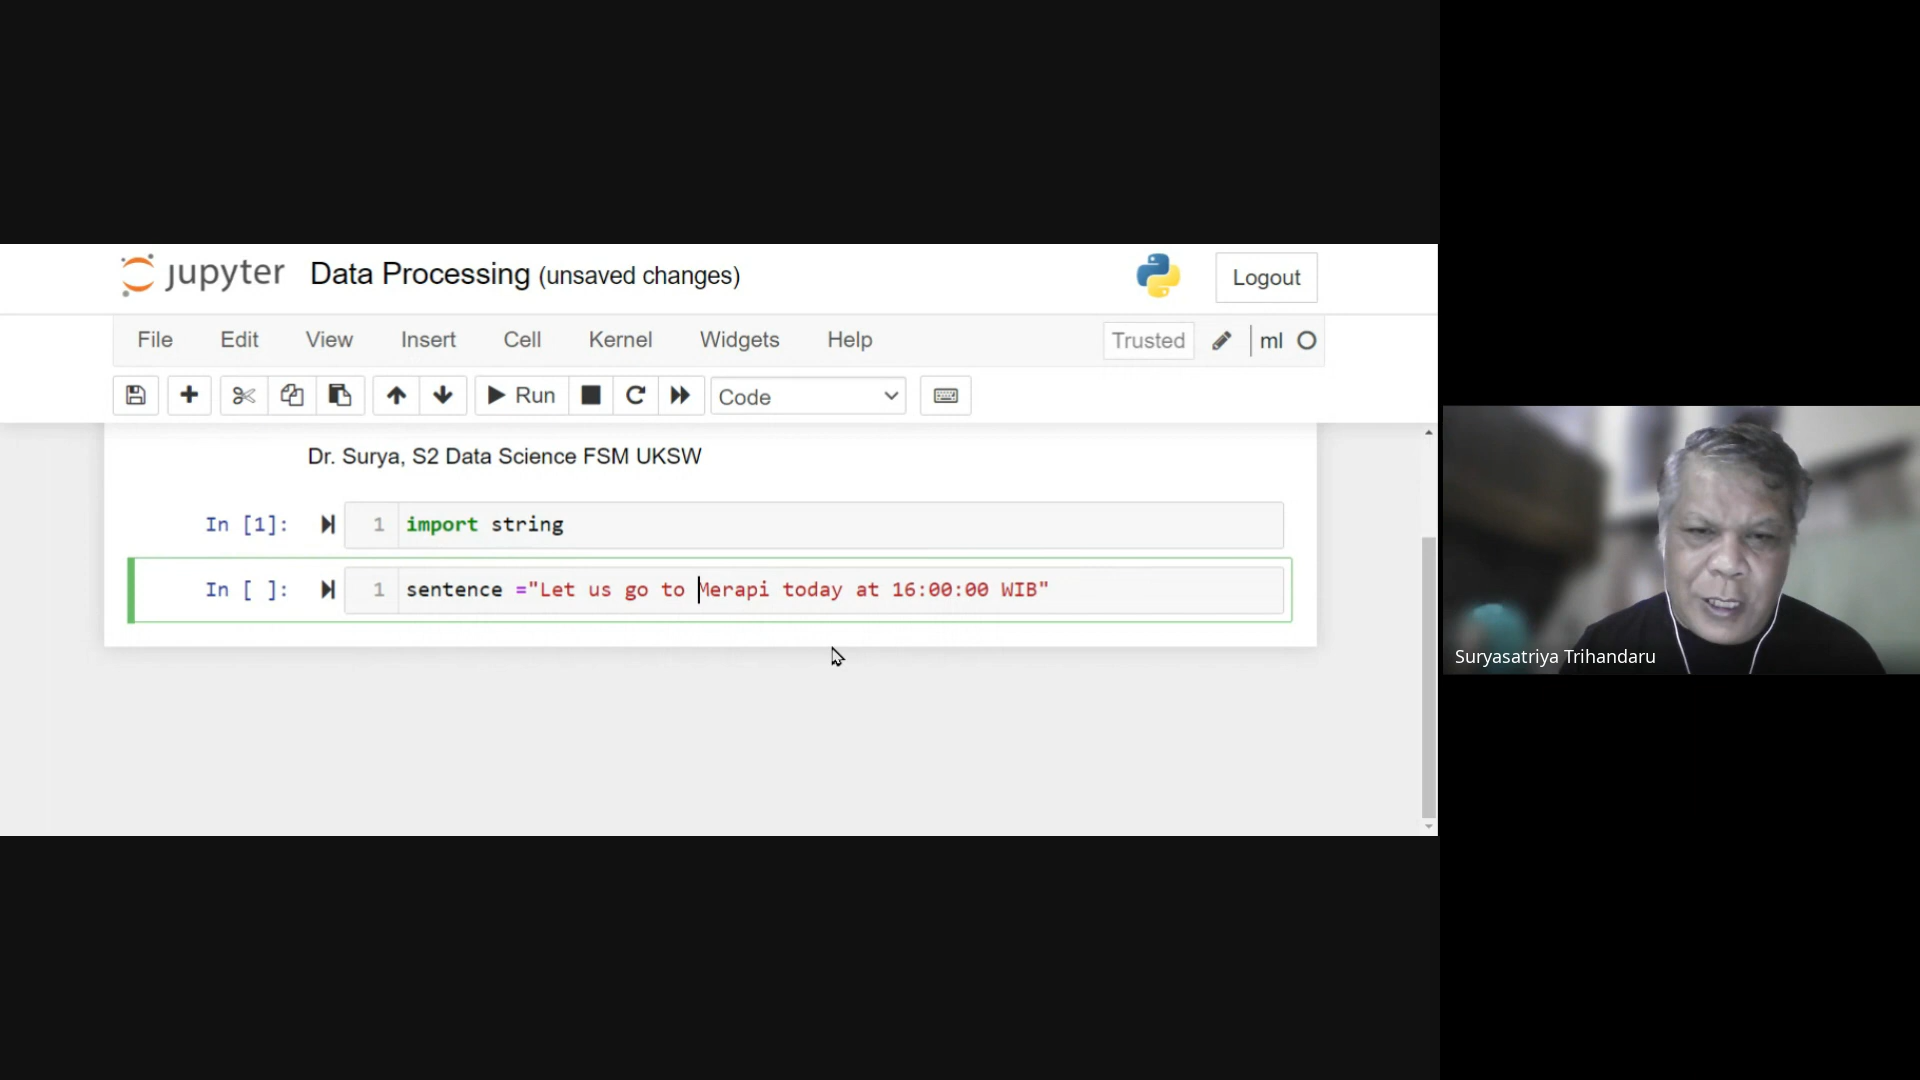 jupyter Data Processing (unsaved changes) Logout
File Edit View Insert Cell Kernel Widgets Help Trusted ml
Run Code
Dr. Surya, S2 Data Science FSM UKSW
In [1]: 1 import string
In [ ]: 1 sentence ="Let us go to Merapi today at 16:00:00 WIB"
Suryasatriya Trihandaru